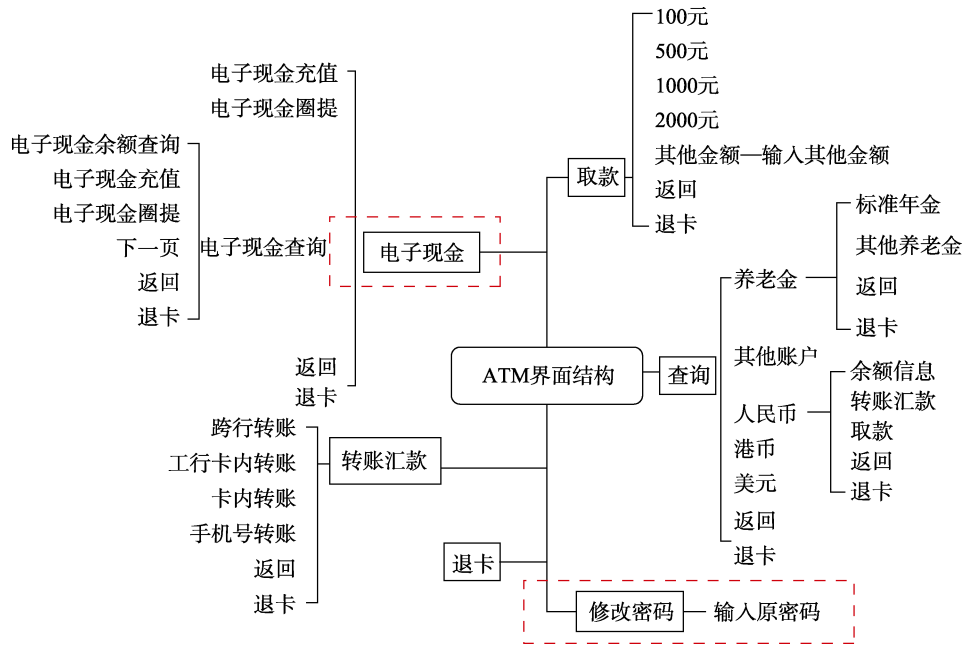 ATM界面结构
取款
100元
500元
1000元
2000元
其他金额—输入其他金额
返回
退卡
查询
养老金
标准年金
其他养老金
返回
退卡
其他账户
人民币
余额信息
转账汇款
取款
返回
退卡
港币
美元
返回
退卡
修改密码
输入原密码
退卡
转账汇款
跨行转账
工行卡内转账
卡内转账
手机号转账
返回
退卡
电子现金
电子现金充值
电子现金圈提
电子现金查询
电子现金余额查询
电子现金充值
电子现金圈提
下一页
返回
退卡
返回
退卡